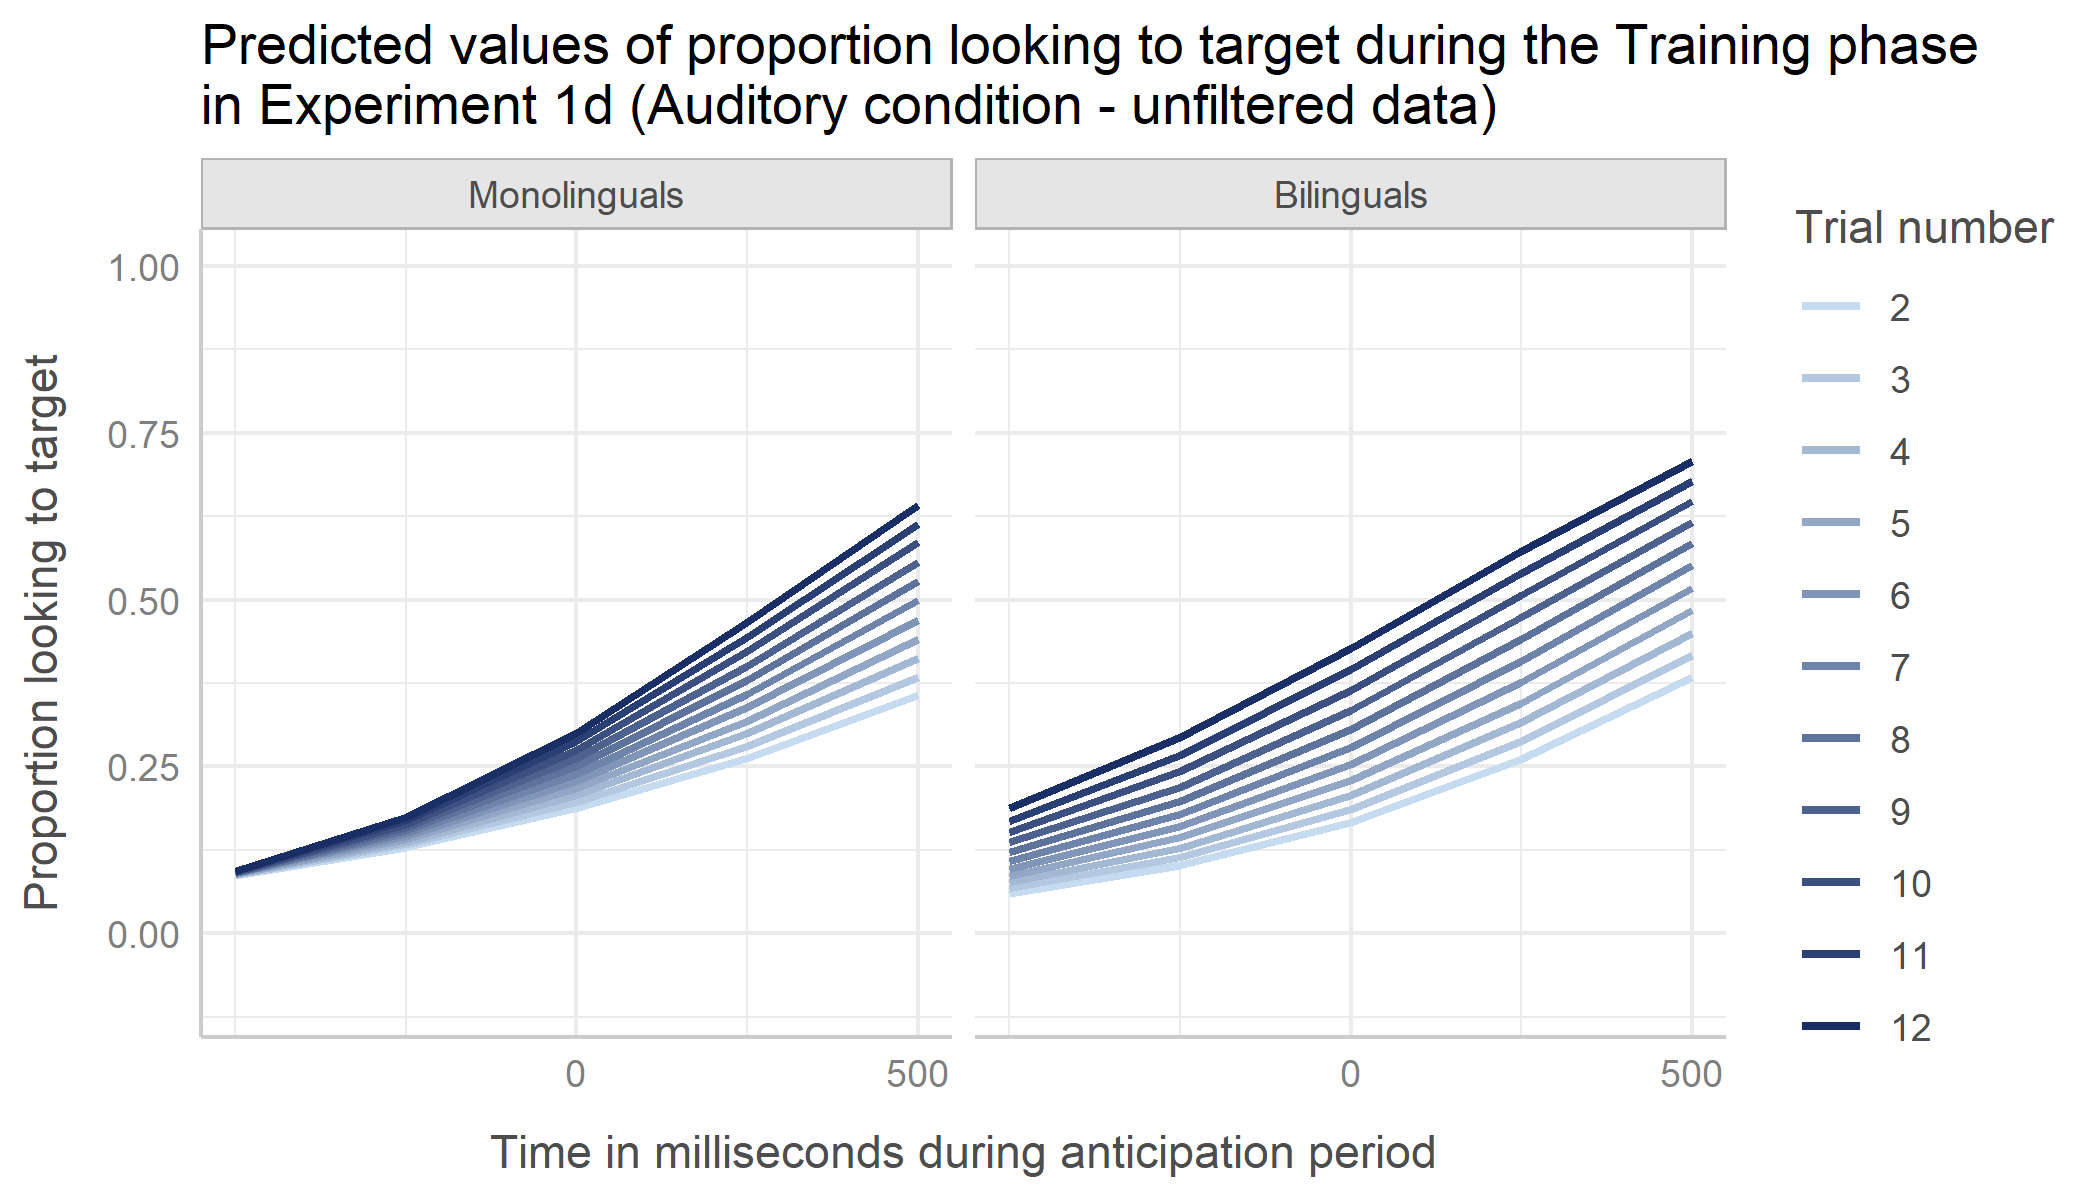 Predicted values of proportion looking to target during the Training phase
in Experiment 1d (Auditory condition - unfiltered data)
Monolinguals
Bilinguals
Proportion looking to target
1.00
0.75
0.50
0.25
0.00
0
500
0
500
Time in milliseconds during anticipation period
Trial number
2
3
4
5
6
7
8
9
10
11
12